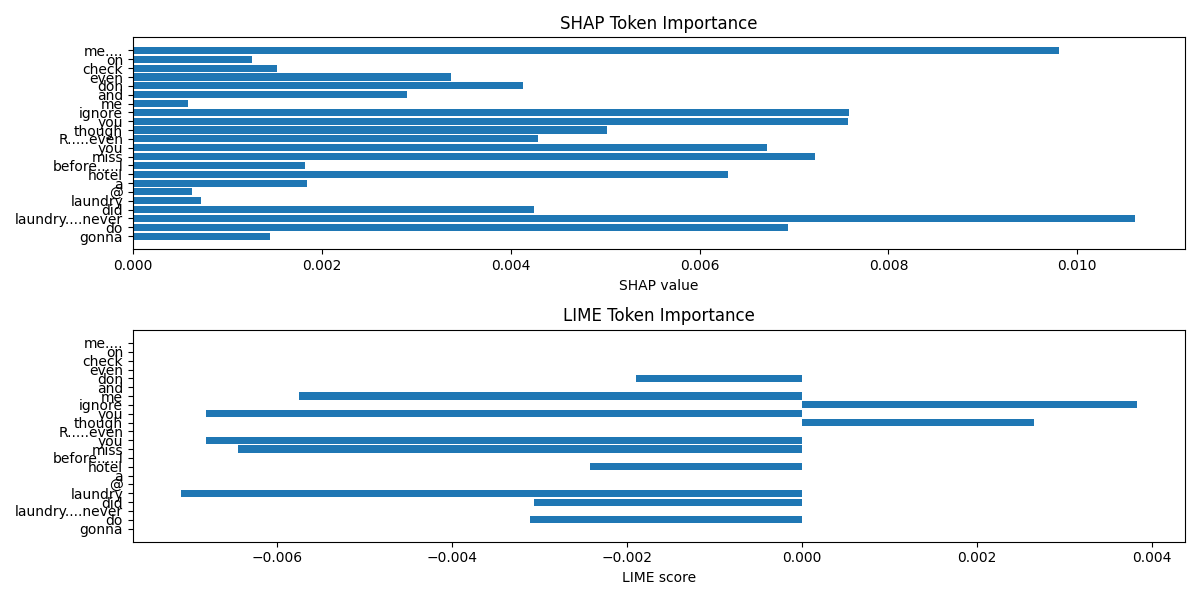 SHAP Token Importance
me....
on
check
even
don
and
me
ignore
you
though
R.....even
you
miss
before.....I
hotel
a
@
laundry
did
laundry....never
do
gonna
0.000 0.002 0.004 0.006 0.008 0.010
SHAP value
LIME Token Importance
me....
on
check
even
don
and
me
ignore
you
though
R.....even
you
miss
before.....I
hotel
a
@
laundry
did
laundry....never
do
gonna
−0.006 −0.004 −0.002 0.000 0.002 0.004
LIME score